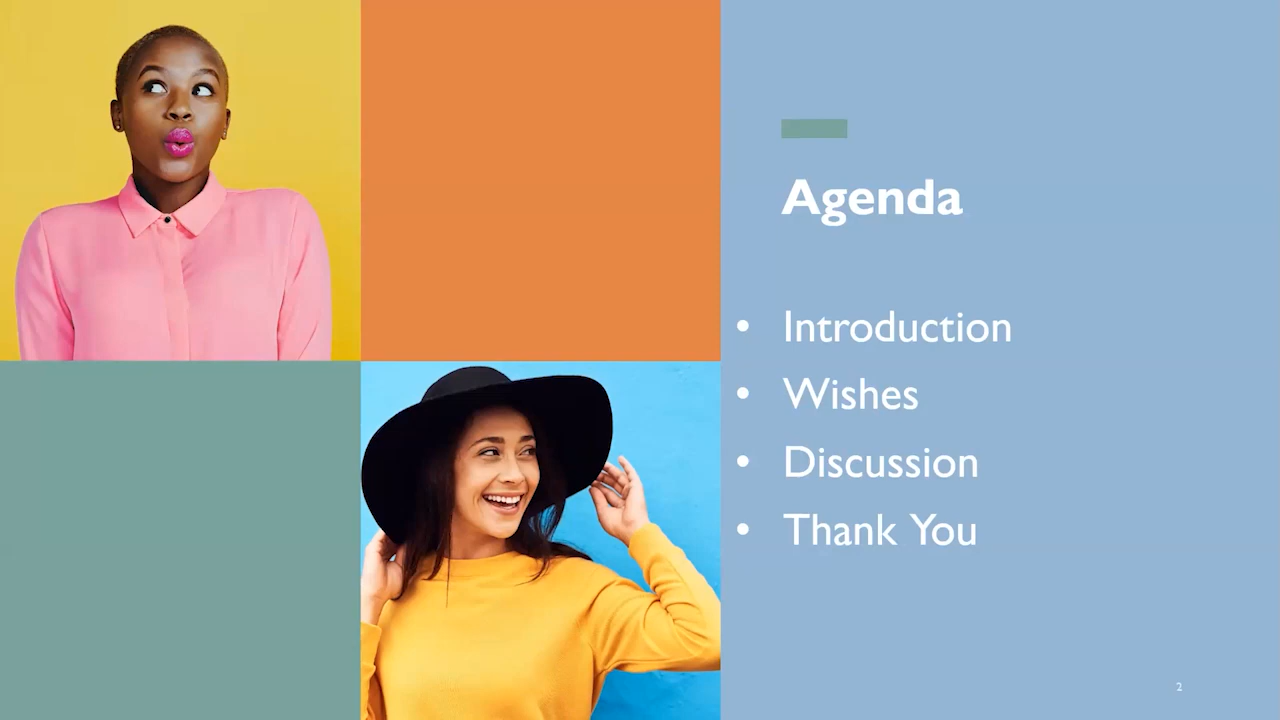 Agenda
• Introduction
• Wishes
• Discussion
• Thank You
2